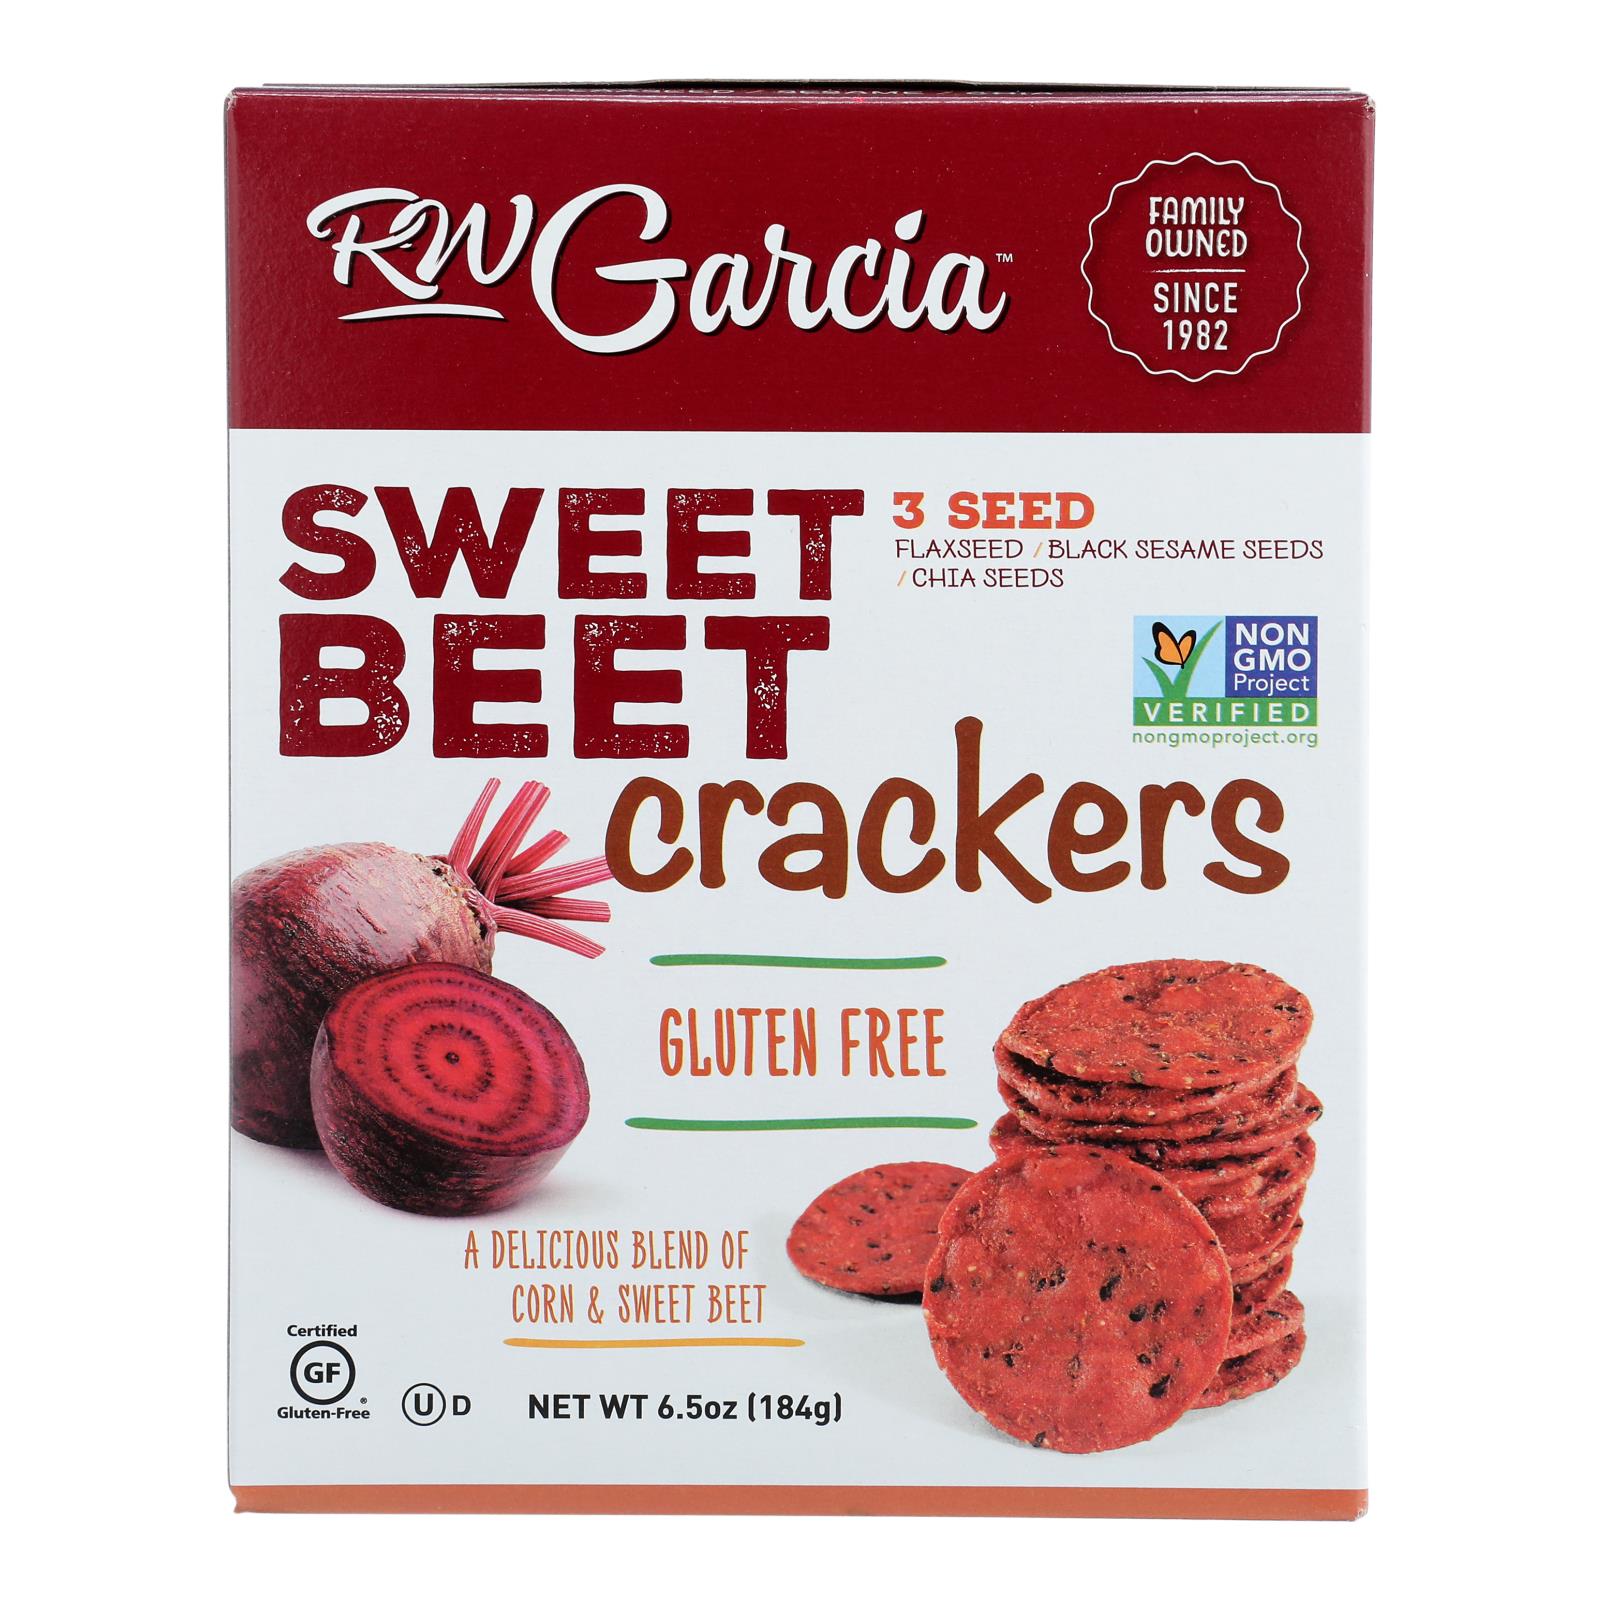 RW Garcia™
FAMILY
OWNED
SINCE
1982
SWEET
BEET
crackers
3 SEED
FLAXSEED / BLACK SESAME SEEDS
/ CHIA SEEDS
NON
GMO
Project
VERIFIED
nongmoproject.org
GLUTEN FREE
A DELICIOUS BLEND OF
CORN & SWEET BEET
Certified
GF
®
Gluten-Free
U D
NET WT 6.5oz (184g)